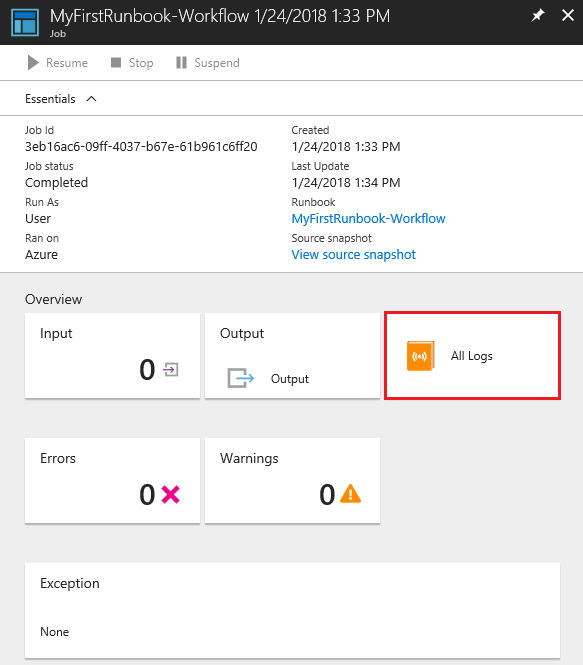 MyFirstRunbook-Workflow 1/24/2018 1:33 PM
Job
Resume Stop Suspend
Essentials
Job Id
3eb16ac6-09ff-4037-b67e-61b961c6ff20
Created
1/24/2018 1:33 PM
Job status
Completed
Last Update
1/24/2018 1:34 PM
Run As
User
Runbook
MyFirstRunbook-Workflow
Ran on
Azure
Source snapshot
View source snapshot
Overview
Input
0
Output
Output
All Logs
Errors
0
Warnings
0
Exception
None